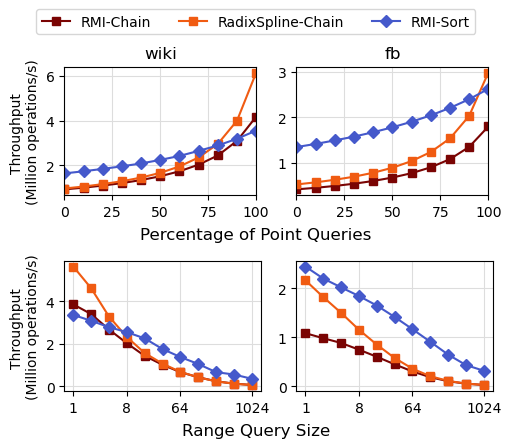 RMI-Chain RadixSpline-Chain RMI-Sort
wiki fb
Throughput
(Million operations/s)
6
4
2
3
2
1
0 25 50 75 100 0 25 50 75 100
Percentage of Point Queries
Throughput
(Million operations/s)
4
2
0
2
1
0
1 8 64 1024 1 8 64 1024
Range Query Size